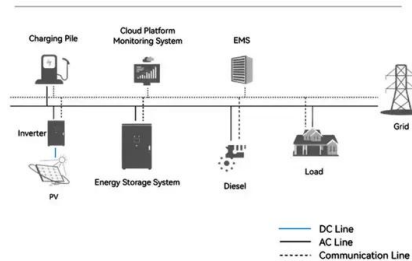 Charging Pile
Cloud Platform
Monitoring System
EMS
Inverter
Grid
PV
Energy Storage System
Diesel
Load
DC Line
AC Line
Communication Line